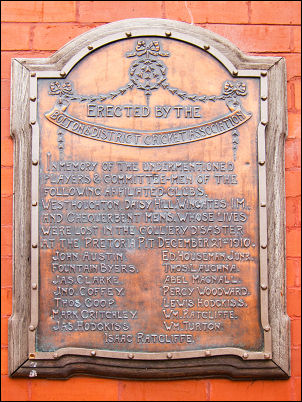 Erected by the
Bolton & District Cricket Association
In memory of the undermentioned
players & committee-men of the
following affiliated clubs.
Westhoughton, Daisy Hill, Wingates I.M.
and Chequerbent Mens, whose lives
were lost in the colliery disaster
at the Pretoria Pit December 21st 1910.
John Austin. Ed. Houseman. Junr.
Fountain Byers. Thos Laughna.
Jas. Clarke. Abel Magnall.
Jno Coffey. Percy Woodward.
Thos Coop. Lewis Hodgkiss.
Mark Critchley. Wm. Ratcliffe.
Jas. Hodgkiss Wm. Turton.
Isaac Ratcliffe.